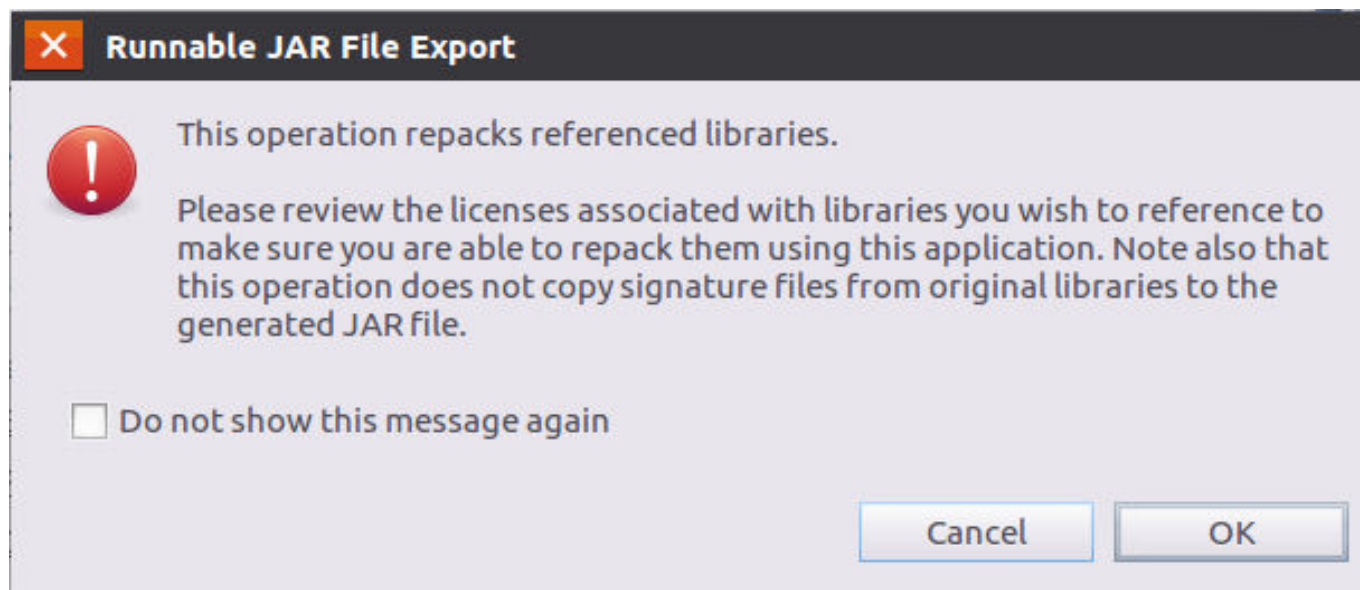 Runnable JAR File Export
This operation repacks referenced libraries.
Please review the licenses associated with libraries you wish to reference to
make sure you are able to repack them using this application. Note also that
this operation does not copy signature files from original libraries to the
generated JAR file.
Do not show this message again
Cancel
OK